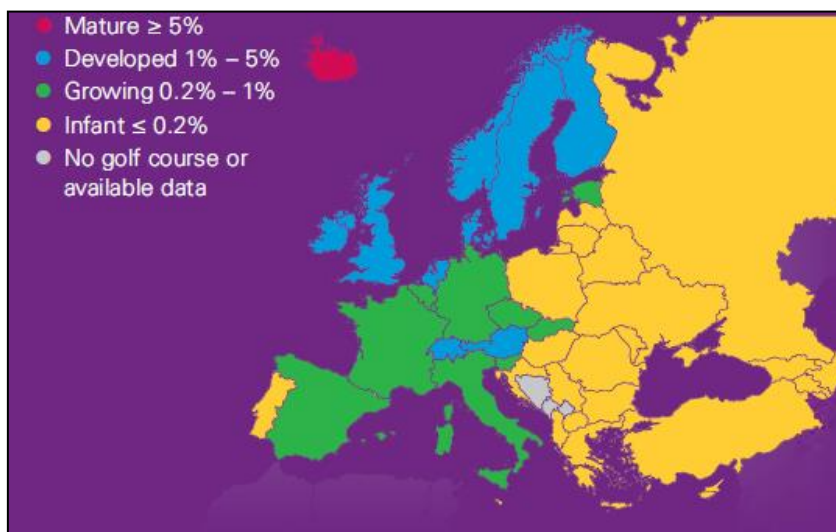 Mature ≥ 5%
Developed 1% – 5%
Growing 0.2% – 1%
Infant ≤ 0.2%
No golf course or
available data